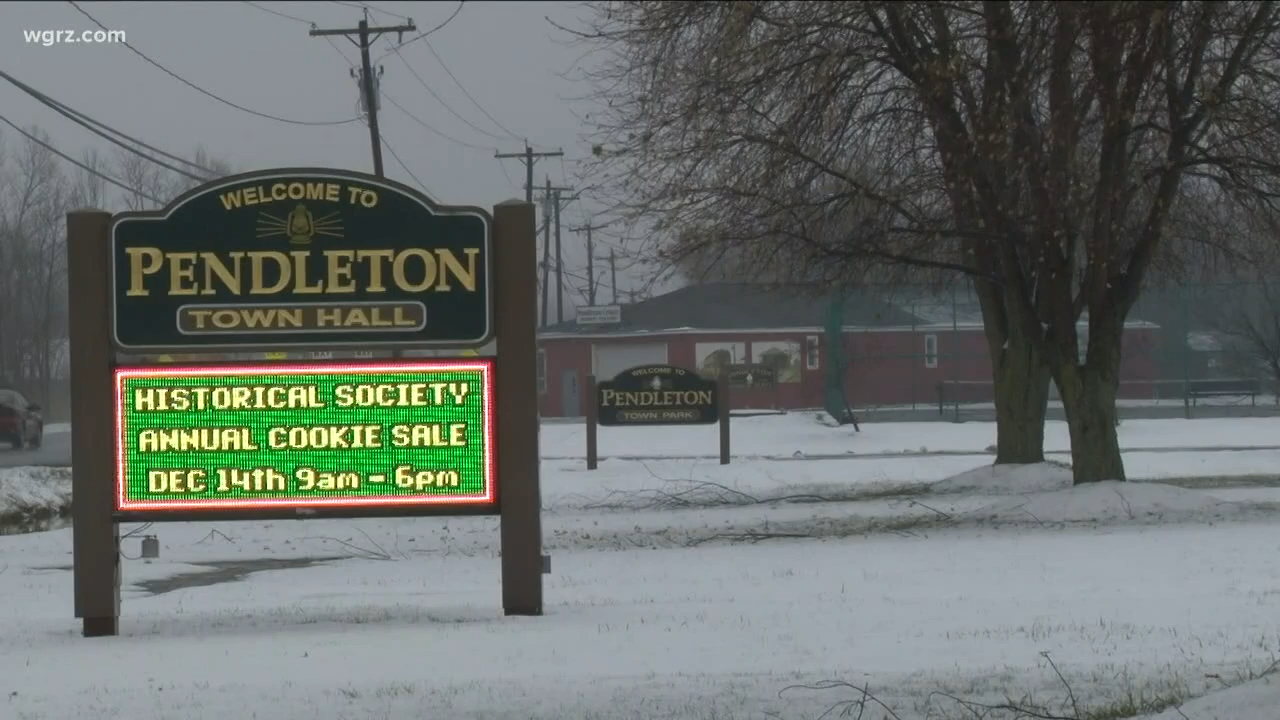 wgrz.com
WELCOME TO
PENDLETON
TOWN HALL
HISTORICAL SOCIETY
ANNUAL COOKIE SALE
DEC 14th 9am - 6pm
WELCOME TO
PENDLETON
TOWN PARK